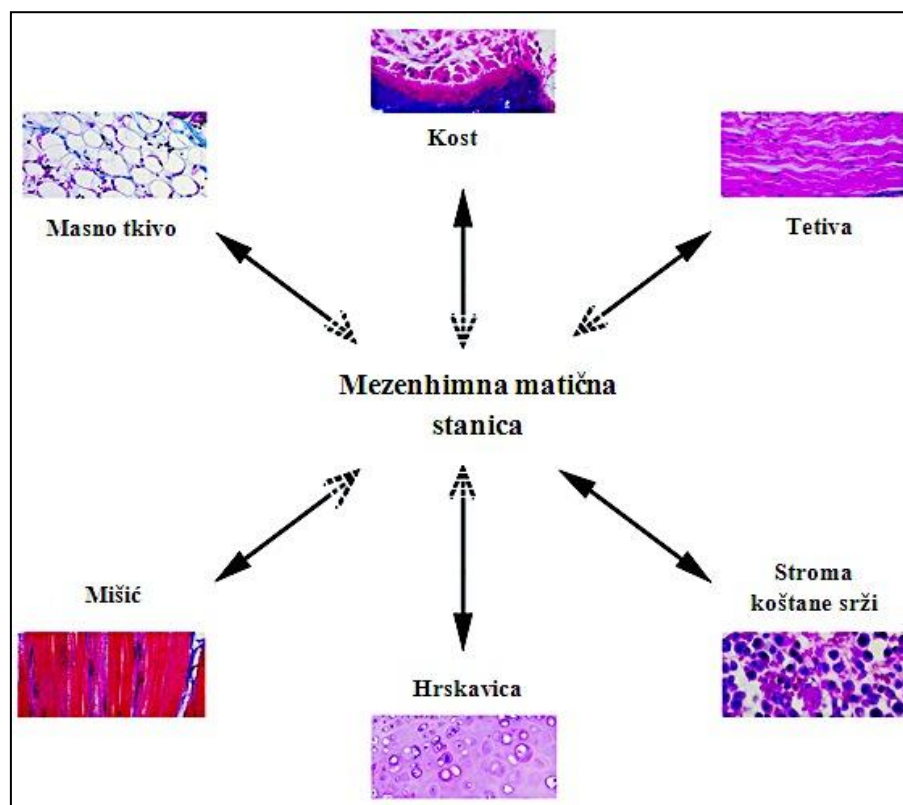 Kost
Masno tkivo
Tetiva
Mezenhimna matična
stanica
Mišić
Stroma
koštane srži
Hrskavica